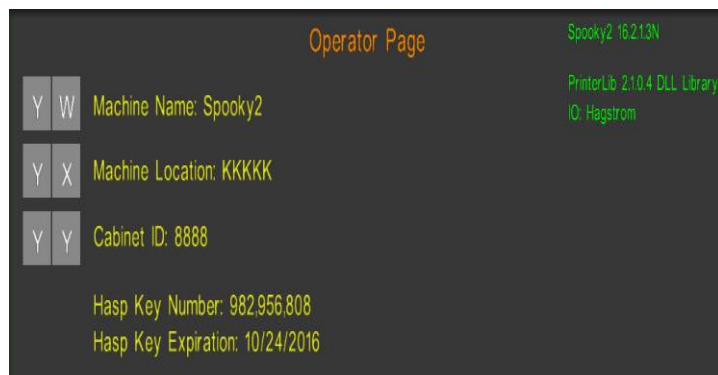 Operator Page
Spooky2 16.2.1.3N
PrinterLib 2.1.0.4 DLL Library
IO: Hagstrom
Y W Machine Name: Spooky2
Y X Machine Location: KKKKK
Y Y Cabinet ID: 8888
Hasp Key Number: 982,956,808
Hasp Key Expiration: 10/24/2016